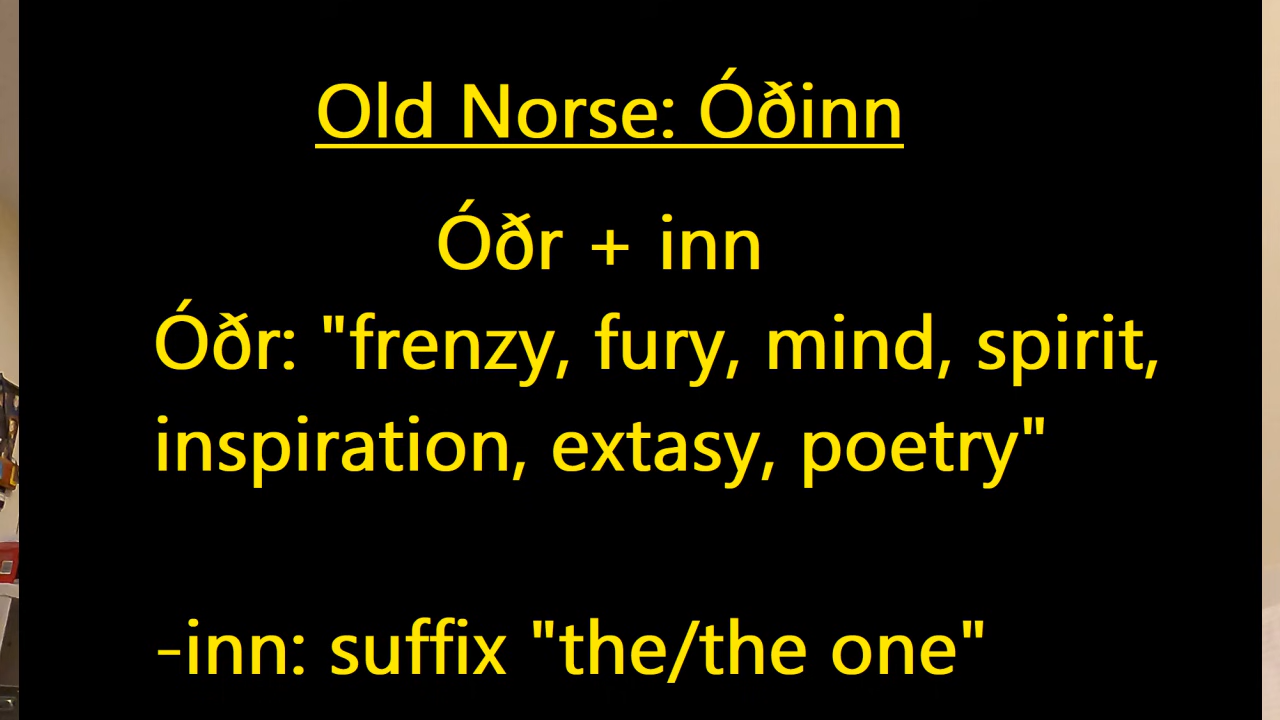 Old Norse: Óðinn
Óðr + inn
Óðr: "frenzy, fury, mind, spirit,
inspiration, extasy, poetry"
-inn: suffix "the/the one"